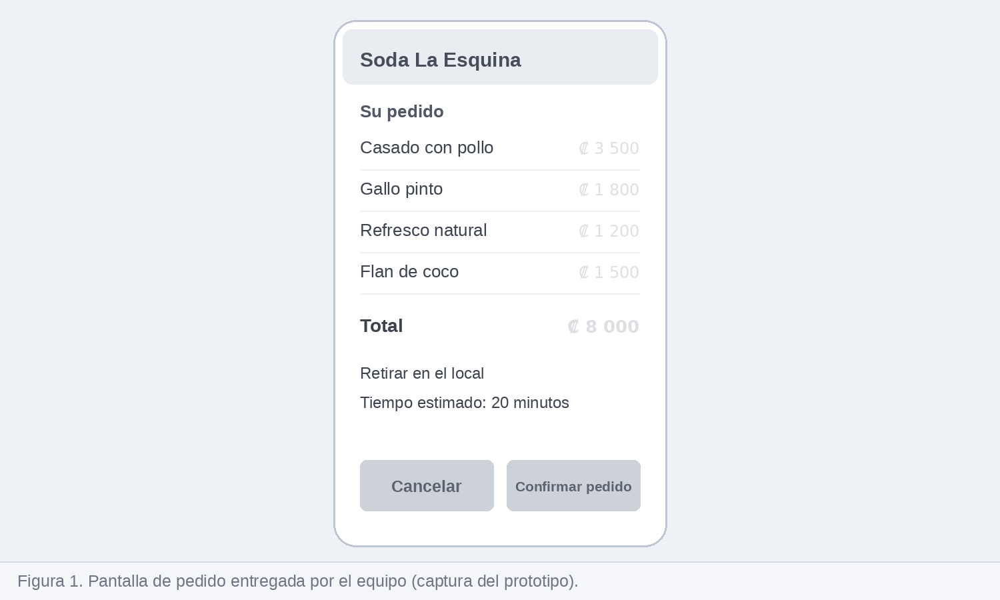 Soda La Esquina
Su pedido
Casado con pollo ₡ 3 500
Gallo pinto ₡ 1 800
Refresco natural ₡ 1 200
Flan de coco ₡ 1 500
Total ₡ 8 000
Retirar en el local
Tiempo estimado: 20 minutos
Cancelar Confirmar pedido
Figura 1. Pantalla de pedido entregada por el equipo (captura del prototipo).